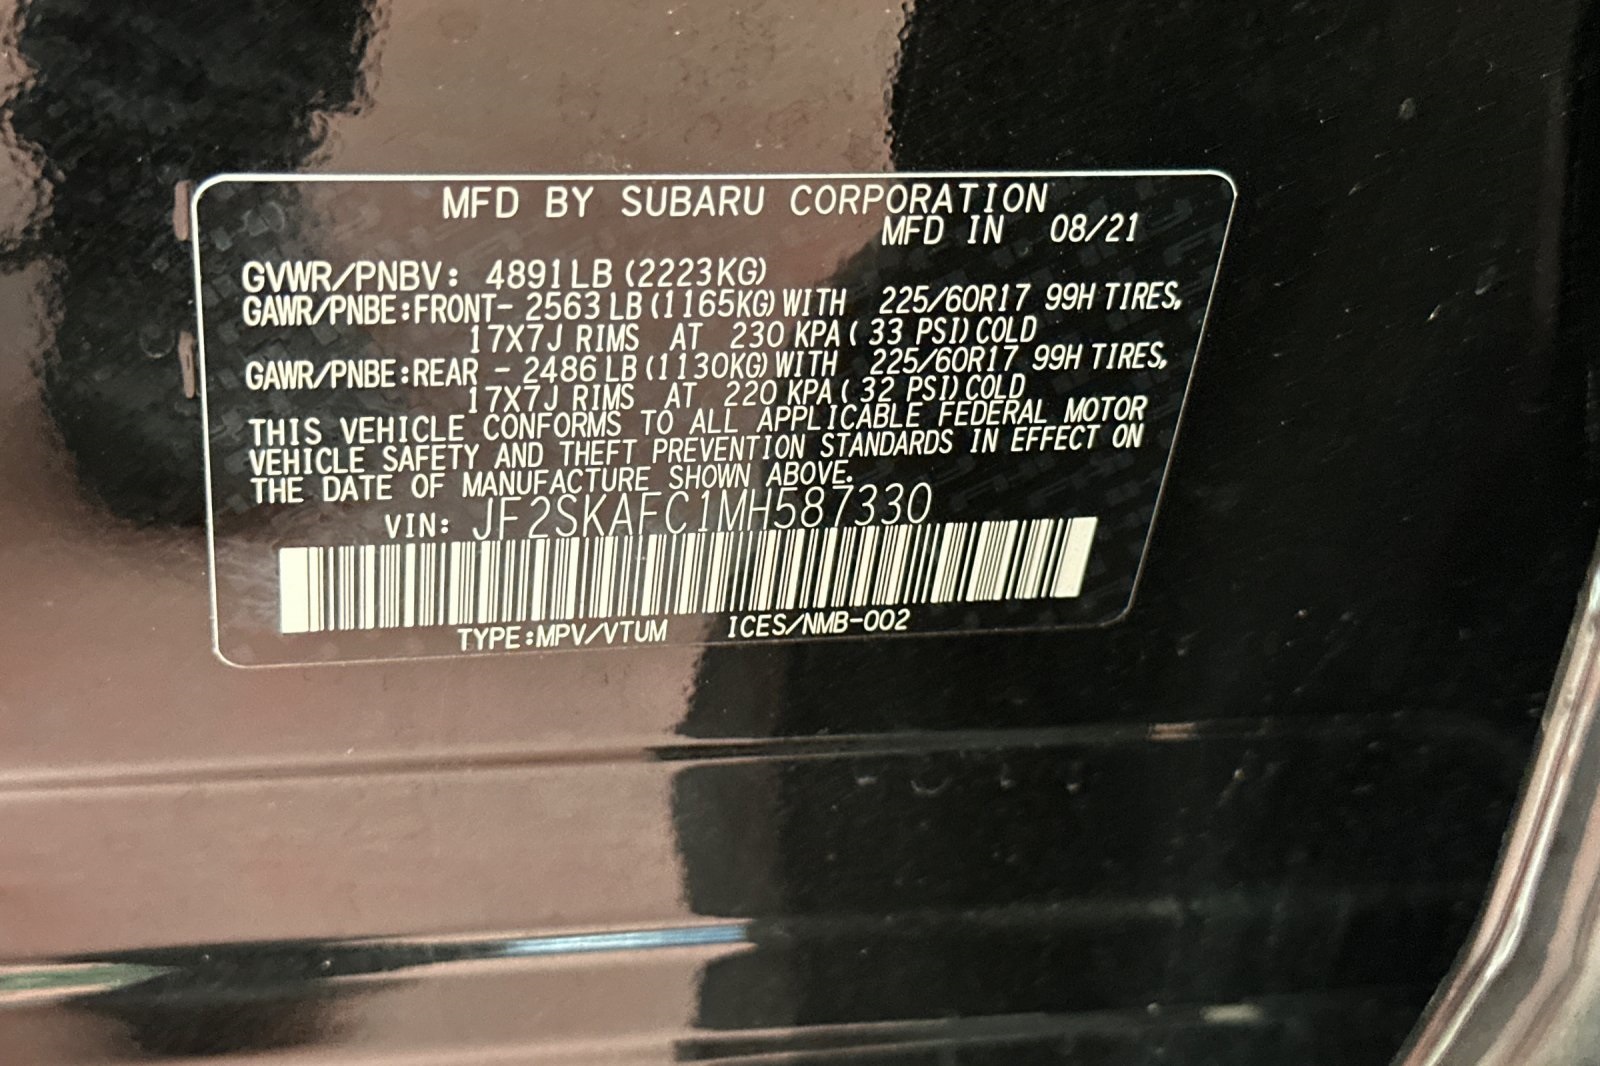 MFD BY SUBARU CORPORATION
MFD IN 08/21
GVWR/PNBV: 4891LB (2223KG)
GAWR/PNBE:FRONT- 2563 LB (1165KG) WITH 225/60R17 99H TIRES,
17X7J RIMS AT 230 KPA ( 33 PSI) COLD
GAWR/PNBE:REAR - 2486 LB (1130KG) WITH 225/60R17 99H TIRES,
17X7J RIMS AT 220 KPA ( 32 PSI) COLD
THIS VEHICLE CONFORMS TO ALL APPLICABLE FEDERAL MOTOR
VEHICLE SAFETY AND THEFT PREVENTION STANDARDS IN EFFECT ON
THE DATE OF MANUFACTURE SHOWN ABOVE.
VIN: JF2SKAFC1MH587330
TYPE:MPV/VTUM ICES/NMB-002